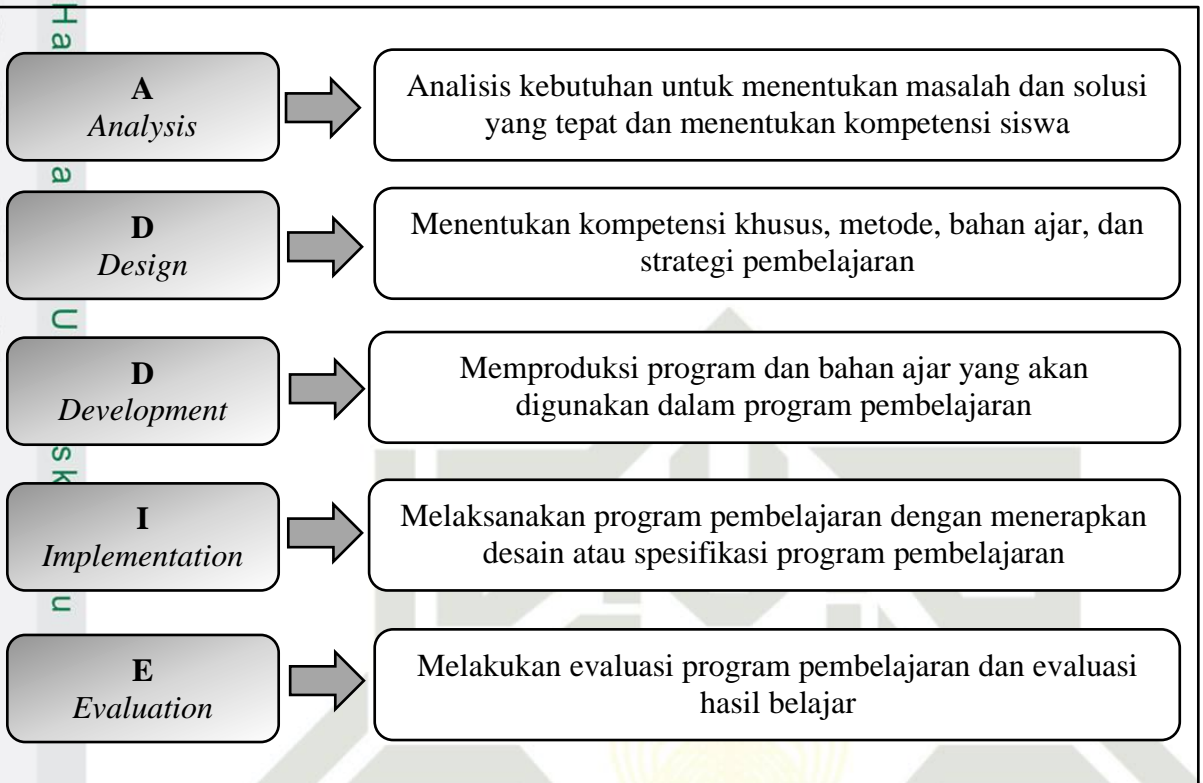 H a
a
U
s k
u
A
Analysis
Analisis kebutuhan untuk menentukan masalah dan solusi
yang tepat dan menentukan kompetensi siswa
D
Design
Menentukan kompetensi khusus, metode, bahan ajar, dan
strategi pembelajaran
D
Development
Memproduksi program dan bahan ajar yang akan
digunakan dalam program pembelajaran
I
Implementation
Melaksanakan program pembelajaran dengan menerapkan
desain atau spesifikasi program pembelajaran
E
Evaluation
Melakukan evaluasi program pembelajaran dan evaluasi
hasil belajar